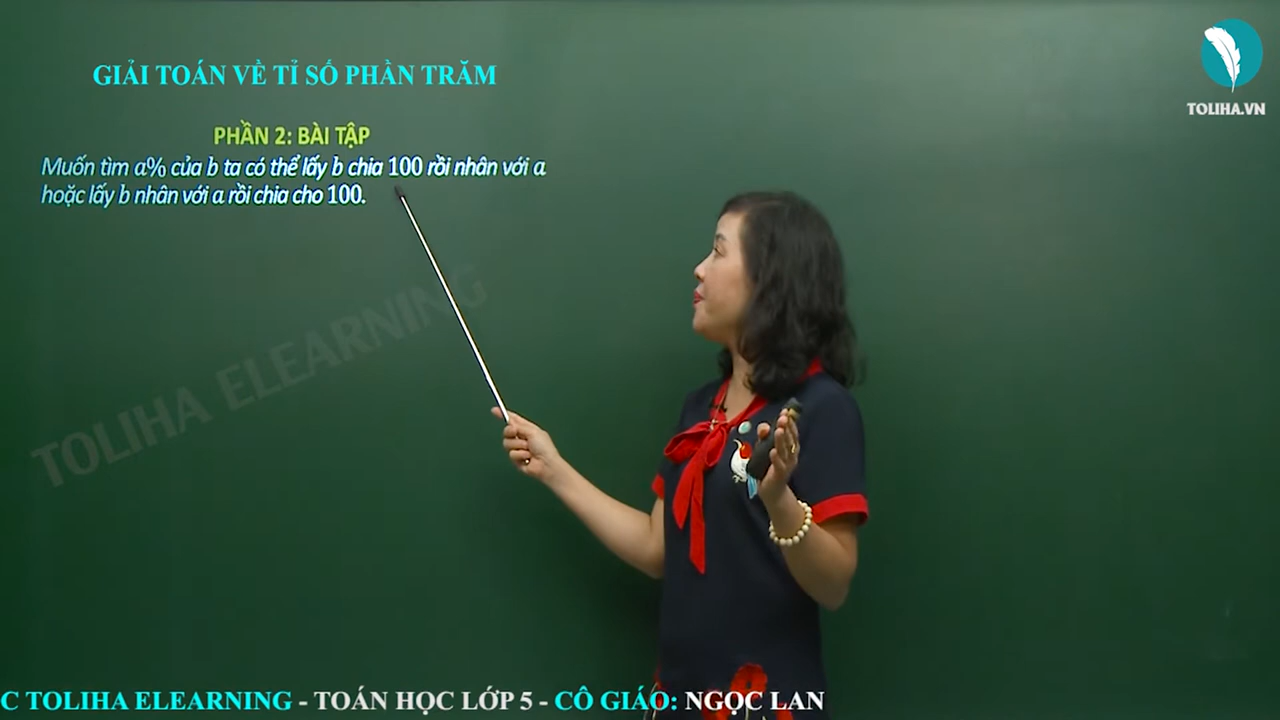 GIẢI TOÁN VỀ TỈ SỐ PHẦN TRĂM
TOLIHA.VN
PHẦN 2: BÀI TẬP
Muốn tìm a% của b ta có thể lấy b chia 100 rồi nhân với a
hoặc lấy b nhân với a rồi chia cho 100.
TOLIHA ELEARNING
C TOLIHA ELEARNING - TOÁN HỌC LỚP 5 - CÔ GIÁO: NGỌC LAN